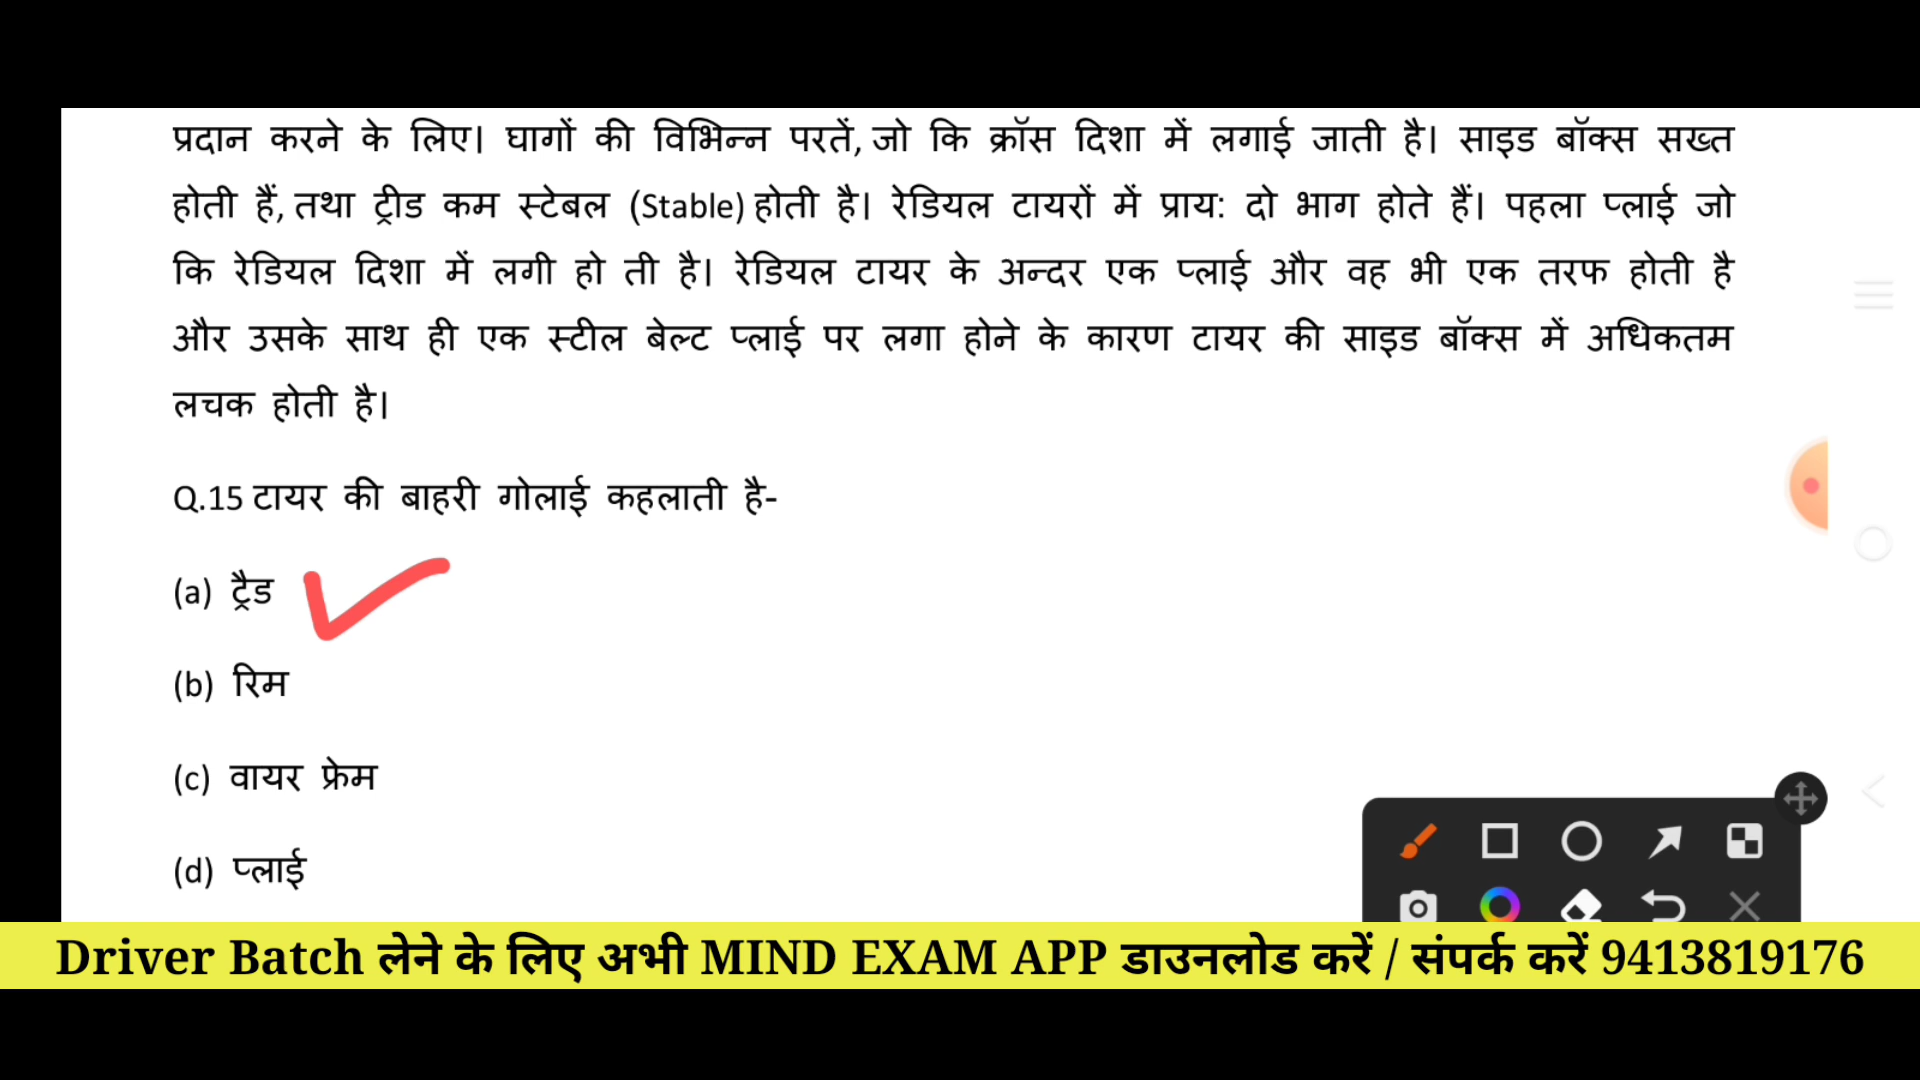 प्रदान करने के लिए। घागों की विभिन्न परतें, जो कि क्रॉस दिशा में लगाई जाती है। साइड बॉक्स सख्त
होती हैं, तथा ट्रीड कम स्टेबल (Stable) होती है। रेडियल टायरों में प्राय: दो भाग होते हैं। पहला प्लाई जो
कि रेडियल दिशा में लगी हो ती है। रेडियल टायर के अन्दर एक प्लाई और वह भी एक तरफ होती है
और उसके साथ ही एक स्टील बेल्ट प्लाई पर लगा होने के कारण टायर की साइड बॉक्स में अधिकतम
लचक होती है।
Q.15 टायर की बाहरी गोलाई कहलाती है-
(a) ट्रैड
(b) रिम
(c) वायर फ्रेम
(d) प्लाई
Driver Batch लेने के लिए अभी MIND EXAM APP डाउनलोड करें / संपर्क करें 9413819176